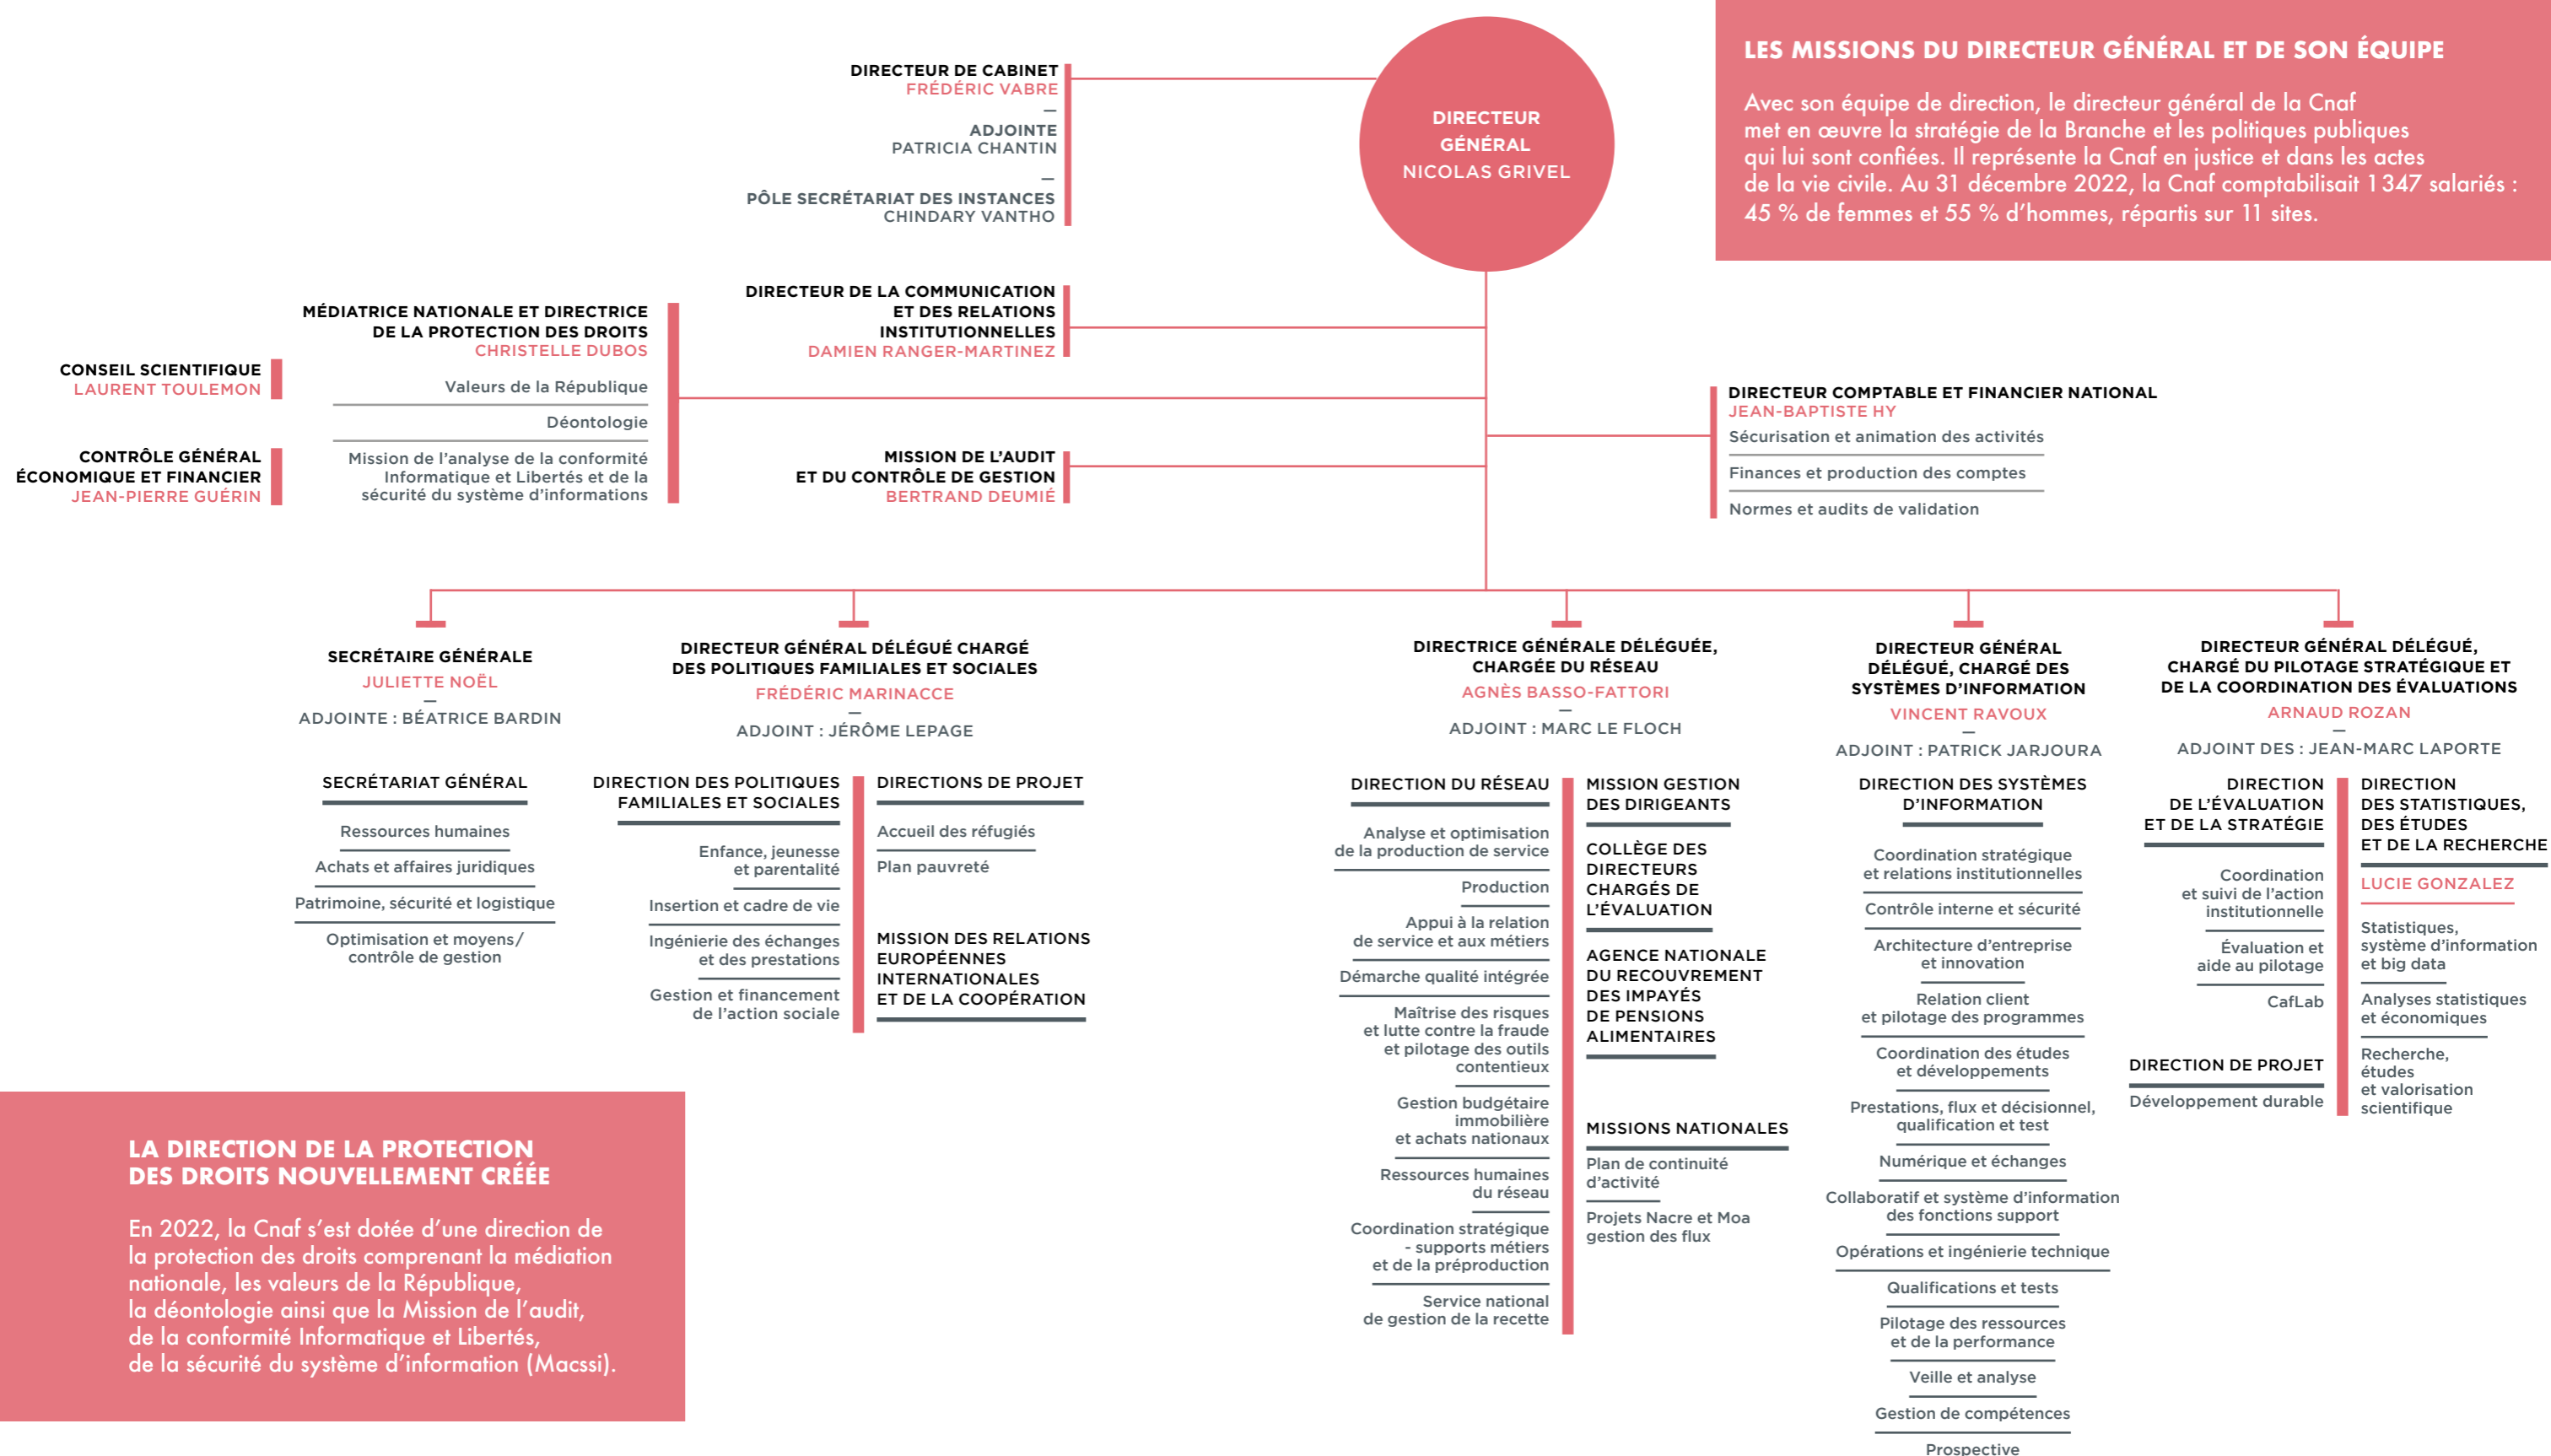 DIRECTEUR
GÉNÉRAL
NICOLAS GRIVEL
LES MISSIONS DU DIRECTEUR GÉNÉRAL ET DE SON ÉQUIPE
Avec son équipe de direction, le directeur général de la Cnaf
met en œuvre la stratégie de la Branche et les politiques publiques
qui lui sont confiées. Il représente la Cnaf en justice et dans les actes
de la vie civile. Au 31 décembre 2022, la Cnaf comptabilisait 1 347 salariés :
45 % de femmes et 55 % d’hommes, répartis sur 11 sites.
DIRECTEUR DE CABINET
FRÉDÉRIC VABRE
—
ADJOINTE
PATRICIA CHANTIN
—
PÔLE SECRÉTARIAT DES INSTANCES
CHINDARY VANTHO
DIRECTEUR DE LA COMMUNICATION
ET DES RELATIONS
INSTITUTIONNELLES
DAMIEN RANGER-MARTINEZ
MÉDIATRICE NATIONALE ET DIRECTRICE
DE LA PROTECTION DES DROITS
CHRISTELLE DUBOS
Valeurs de la République
Déontologie
Mission de l’analyse de la conformité
Informatique et Libertés et de la
sécurité du système d’informations
CONSEIL SCIENTIFIQUE
LAURENT TOULEMON
CONTRÔLE GÉNÉRAL
ÉCONOMIQUE ET FINANCIER
JEAN-PIERRE GUÉRIN
MISSION DE L’AUDIT
ET DU CONTRÔLE DE GESTION
BERTRAND DEUMIÉ
DIRECTEUR COMPTABLE ET FINANCIER NATIONAL
JEAN-BAPTISTE HY
Sécurisation et animation des activités
Finances et production des comptes
Normes et audits de validation
SECRÉTAIRE GÉNÉRALE
JULIETTE NOËL
—
ADJOINTE : BÉATRICE BARDIN
SECRÉTARIAT GÉNÉRAL
Ressources humaines
Achats et affaires juridiques
Patrimoine, sécurité et logistique
Optimisation et moyens/
contrôle de gestion
DIRECTEUR GÉNÉRAL DÉLÉGUÉ CHARGÉ
DES POLITIQUES FAMILIALES ET SOCIALES
FRÉDÉRIC MARINACCE
—
ADJOINT : JÉRÔME LEPAGE
DIRECTION DES POLITIQUES
FAMILIALES ET SOCIALES
Enfance, jeunesse
et parentalité
Insertion et cadre de vie
Ingénierie des échanges
et des prestations
Gestion et financement
de l’action sociale
DIRECTIONS DE PROJET
Accueil des réfugiés
Plan pauvreté
MISSION DES RELATIONS
EUROPÉENNES
INTERNATIONALES
ET DE LA COOPÉRATION
DIRECTRICE GÉNÉRALE DÉLÉGUÉE,
CHARGÉE DU RÉSEAU
AGNÈS BASSO-FATTORI
—
ADJOINT : MARC LE FLOCH
DIRECTION DU RÉSEAU
Analyse et optimisation
de la production de service
Production
Appui à la relation
de service et aux métiers
Démarche qualité intégrée
Maîtrise des risques
et lutte contre la fraude
et pilotage des outils
contentieux
Gestion budgétaire
immobilière
et achats nationaux
Ressources humaines
du réseau
Coordination stratégique
- supports métiers
et de la préproduction
Service national
de gestion de la recette
MISSION GESTION
DES DIRIGEANTS
COLLÈGE DES
DIRECTEURS
CHARGÉS DE
L’ÉVALUATION
AGENCE NATIONALE
DU RECOUVREMENT
DES IMPAYÉS
DE PENSIONS
ALIMENTAIRES
MISSIONS NATIONALES
Plan de continuité
d’activité
Projets Nacre et Moa
gestion des flux
DIRECTEUR GÉNÉRAL
DÉLÉGUÉ, CHARGÉ DES
SYSTÈMES D’INFORMATION
VINCENT RAVOUX
—
ADJOINT : PATRICK JARJOURA
DIRECTION DES SYSTÈMES
D’INFORMATION
Coordination stratégique
et relations institutionnelles
Contrôle interne et sécurité
Architecture d’entreprise
et innovation
Relation client
et pilotage des programmes
Coordination des études
et développements
Prestations, flux et décisionnel,
qualification et test
Numérique et échanges
Collaboratif et système d’information
des fonctions support
Opérations et ingénierie technique
Qualifications et tests
Pilotage des ressources
et de la performance
Veille et analyse
Gestion de compétences
Prospective
DIRECTEUR GÉNÉRAL DÉLÉGUÉ,
CHARGÉ DU PILOTAGE STRATÉGIQUE ET
DE LA COORDINATION DES ÉVALUATIONS
ARNAUD ROZAN
—
ADJOINT DES : JEAN-MARC LAPORTE
DIRECTION
DE L’ÉVALUATION
ET DE LA STRATÉGIE
Coordination
et suivi de l’action
institutionnelle
Évaluation et
aide au pilotage
CafLab
DIRECTION DE PROJET
Développement durable
DIRECTION
DES STATISTIQUES,
DES ÉTUDES
ET DE LA RECHERCHE
LUCIE GONZALEZ
Statistiques,
système d’information
et big data
Analyses statistiques
et économiques
Recherche,
études
et valorisation
scientifique
LA DIRECTION DE LA PROTECTION
DES DROITS NOUVELLEMENT CRÉÉE
En 2022, la Cnaf s’est dotée d’une direction de
la protection des droits comprenant la médiation
nationale, les valeurs de la République,
la déontologie ainsi que la Mission de l’audit,
de la conformité Informatique et Libertés,
de la sécurité du système d’information (Macssi).